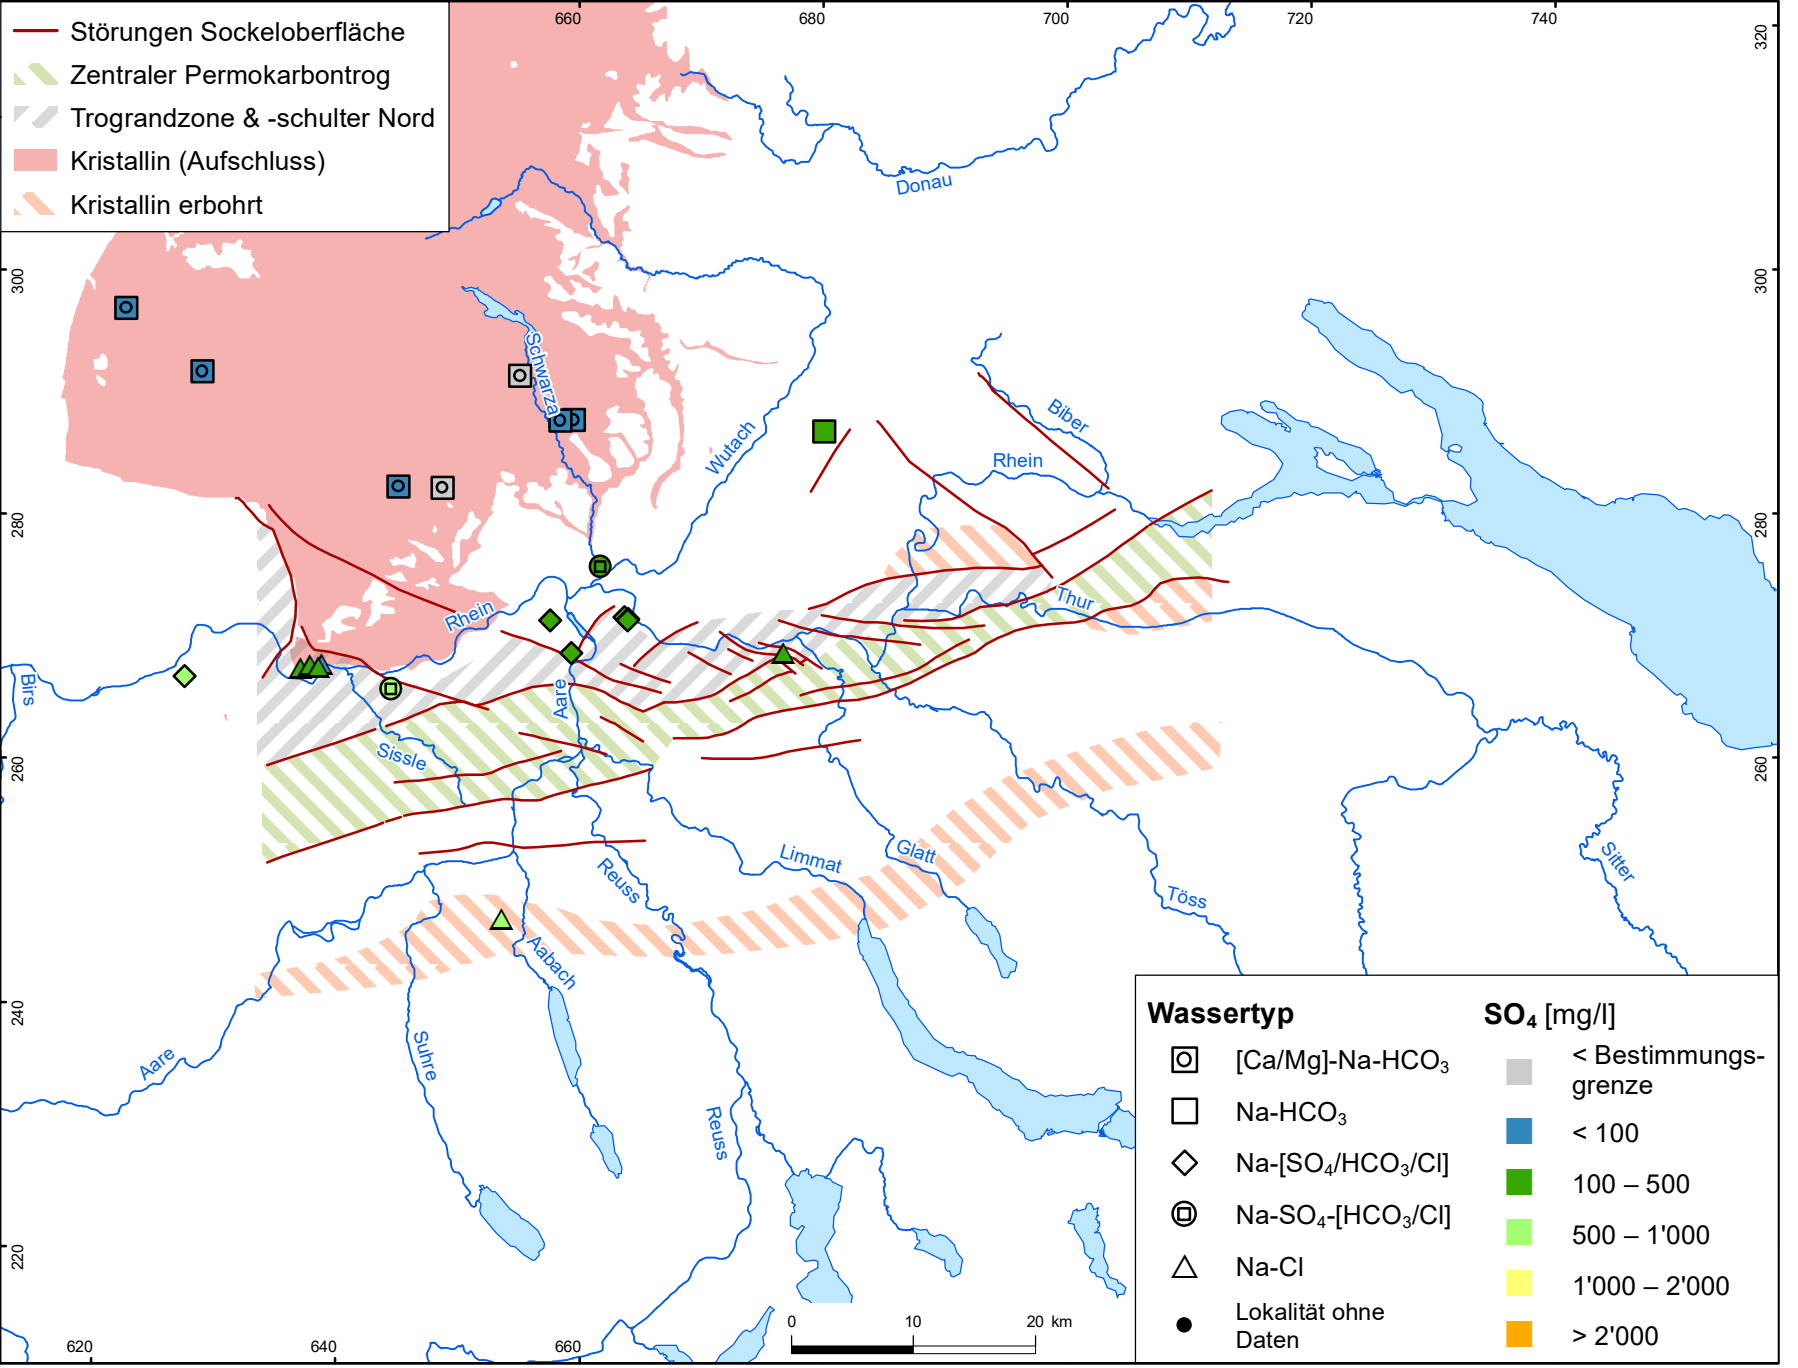 Störungen Sockeloberfläche
Zentraler Permokarbontrog
Trograndzone & -schulter Nord
Kristallin (Aufschluss)
Kristallin erbohrt
660
680
700
720
740
320
300
300
280
280
260
260
240
220
620
640
660
Donau
Schwarza
Wutach
Biber
Rhein
Rhein
Thur
Birs
Aare
Sissle
Reuss
Limmat
Glatt
Töss
Sitter
Aabach
Aare
Suhre
Reuss
0 10 20 km
Wassertyp
[Ca/Mg]-Na-HCO₃
Na-HCO₃
Na-[SO₄/HCO₃/Cl]
Na-SO₄-[HCO₃/Cl]
Na-Cl
Lokalität ohne
Daten
SO₄ [mg/l]
< Bestimmungs-
grenze
< 100
100 – 500
500 – 1'000
1'000 – 2'000
> 2'000